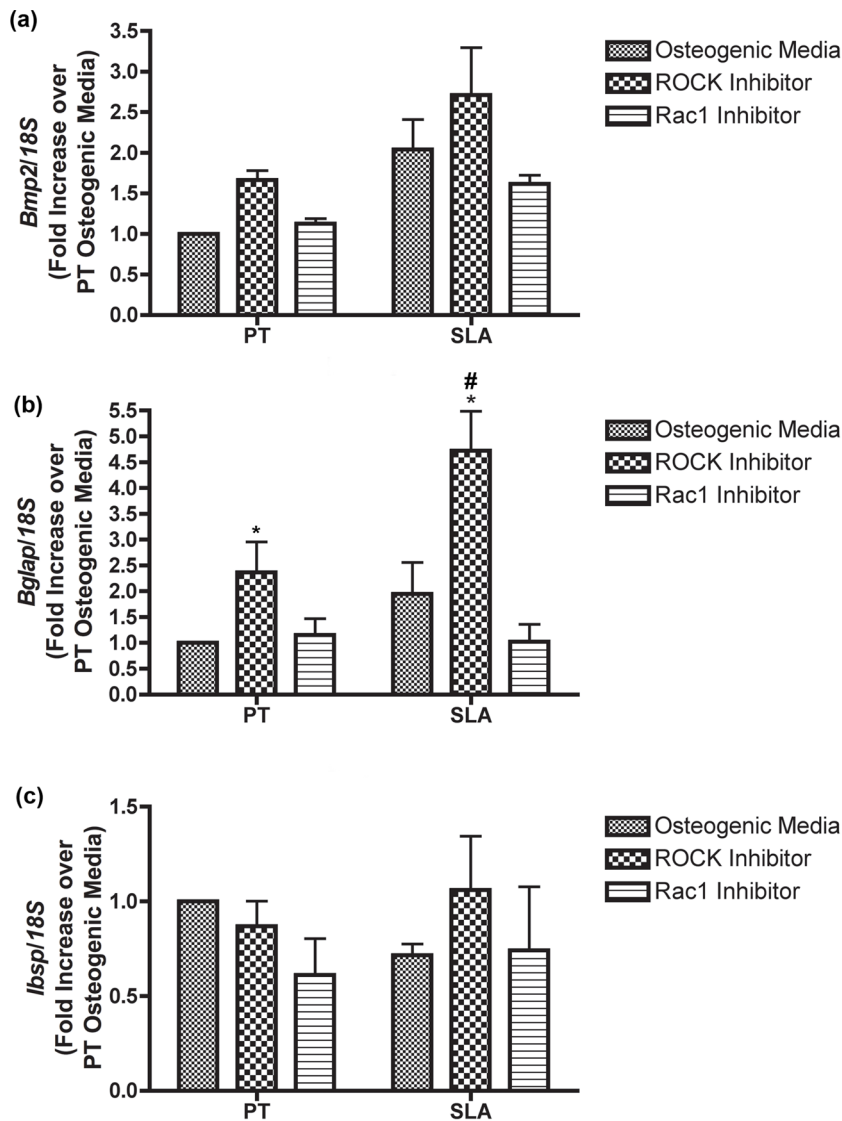 (a)
Bmp2/18S
(Fold Increase over
PT Osteogenic Media)
3.5
3.0
2.5
2.0
1.5
1.0
0.5
0.0
PT
SLA
Osteogenic Media
ROCK Inhibitor
Rac1 Inhibitor
(b)
Bglap/18S
(Fold Increase over
PT Osteogenic Media)
5.5
5.0
4.5
4.0
3.5
3.0
2.5
2.0
1.5
1.0
0.5
0.0
*
#
*
PT
SLA
Osteogenic Media
ROCK Inhibitor
Rac1 Inhibitor
(c)
Ibsp/18S
(Fold Increase over
PT Osteogenic Media)
1.5
1.0
0.5
0.0
PT
SLA
Osteogenic Media
ROCK Inhibitor
Rac1 Inhibitor